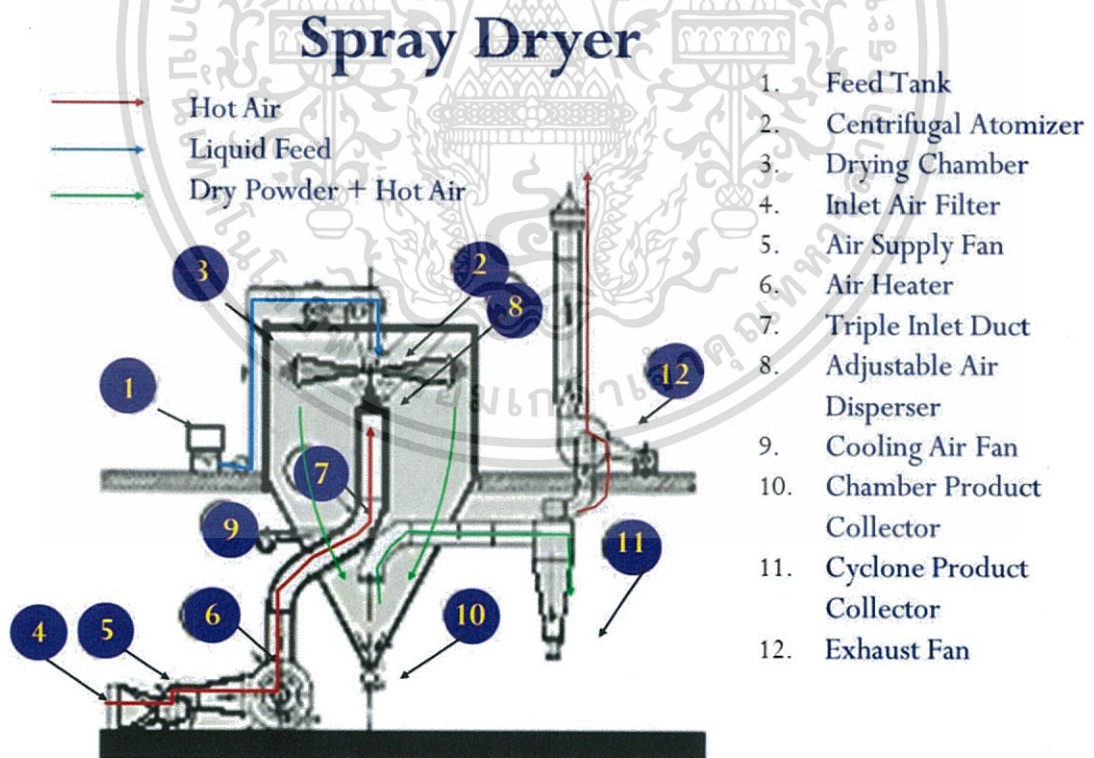 Spray Dryer
Hot Air
Liquid Feed
Dry Powder + Hot Air
1. Feed Tank
2. Centrifugal Atomizer
3. Drying Chamber
4. Inlet Air Filter
5. Air Supply Fan
6. Air Heater
7. Triple Inlet Duct
8. Adjustable Air
Disperser
9. Cooling Air Fan
10. Chamber Product
Collector
11. Cyclone Product
Collector
12. Exhaust Fan
3
2
8
1
12
7
9
11
6
10
4
5